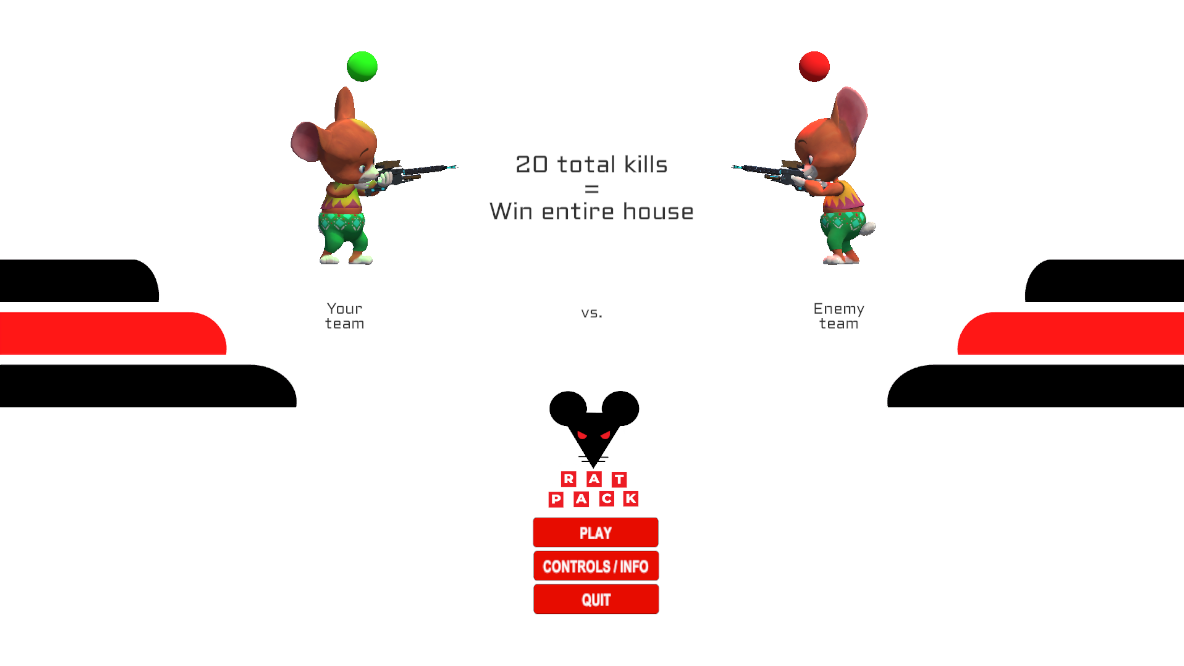 20 total kills
=
Win entire house
Your
team
vs.
Enemy
team
RAT
PACK
PLAY
CONTROLS / INFO
QUIT